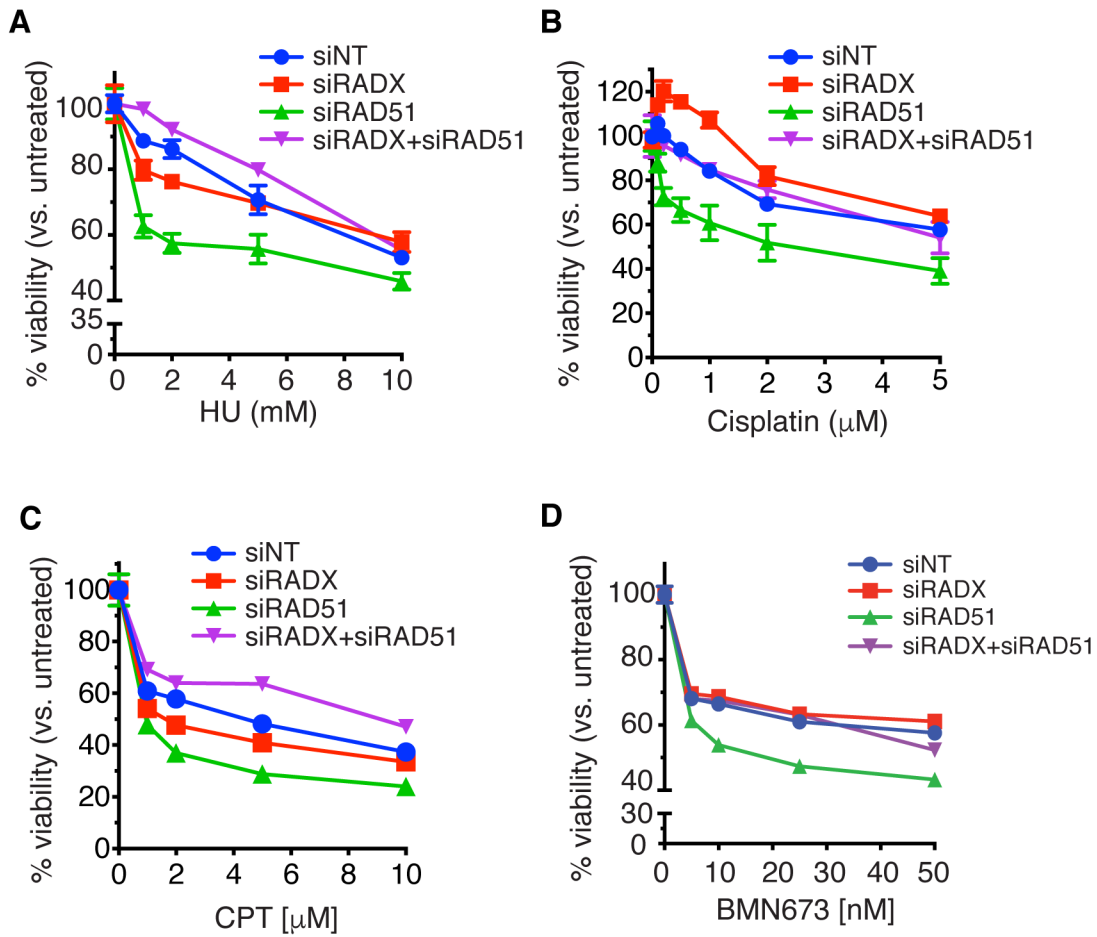 A
siNT
siRADX
siRAD51
siRADX+siRAD51
% viability (vs. untreated)
100
80
60
40
35
0
0 2 4 6 8 10
HU (mM)
B
siNT
siRADX
siRAD51
siRADX+siRAD51
% viability (vs. untreated)
120
100
80
60
40
20
0
0 1 2 3 4 5
Cisplatin (μM)
C
siNT
siRADX
siRAD51
siRADX+siRAD51
% viability (vs. untreated)
100
80
60
40
20
0
0 2 4 6 8 10
CPT [μM]
D
siNT
siRADX
siRAD51
siRADX+siRAD51
% viability (vs. untreated)
100
80
60
40
30
0
0 10 20 30 40 50
BMN673 [nM]